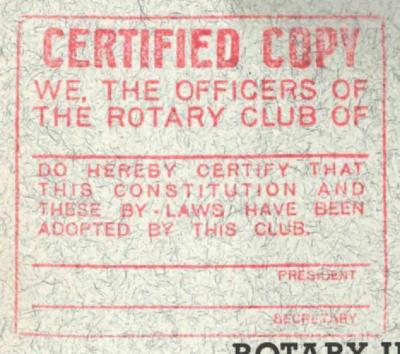 CERTIFIED COPY
WE, THE OFFICERS OF
THE ROTARY CLUB OF
DO HEREBY CERTIFY THAT
THIS CONSTITUTION AND
THESE BY-LAWS HAVE BEEN
ADOPTED BY THIS CLUB.
PRESIDENT
SECRETARY
ROTARY